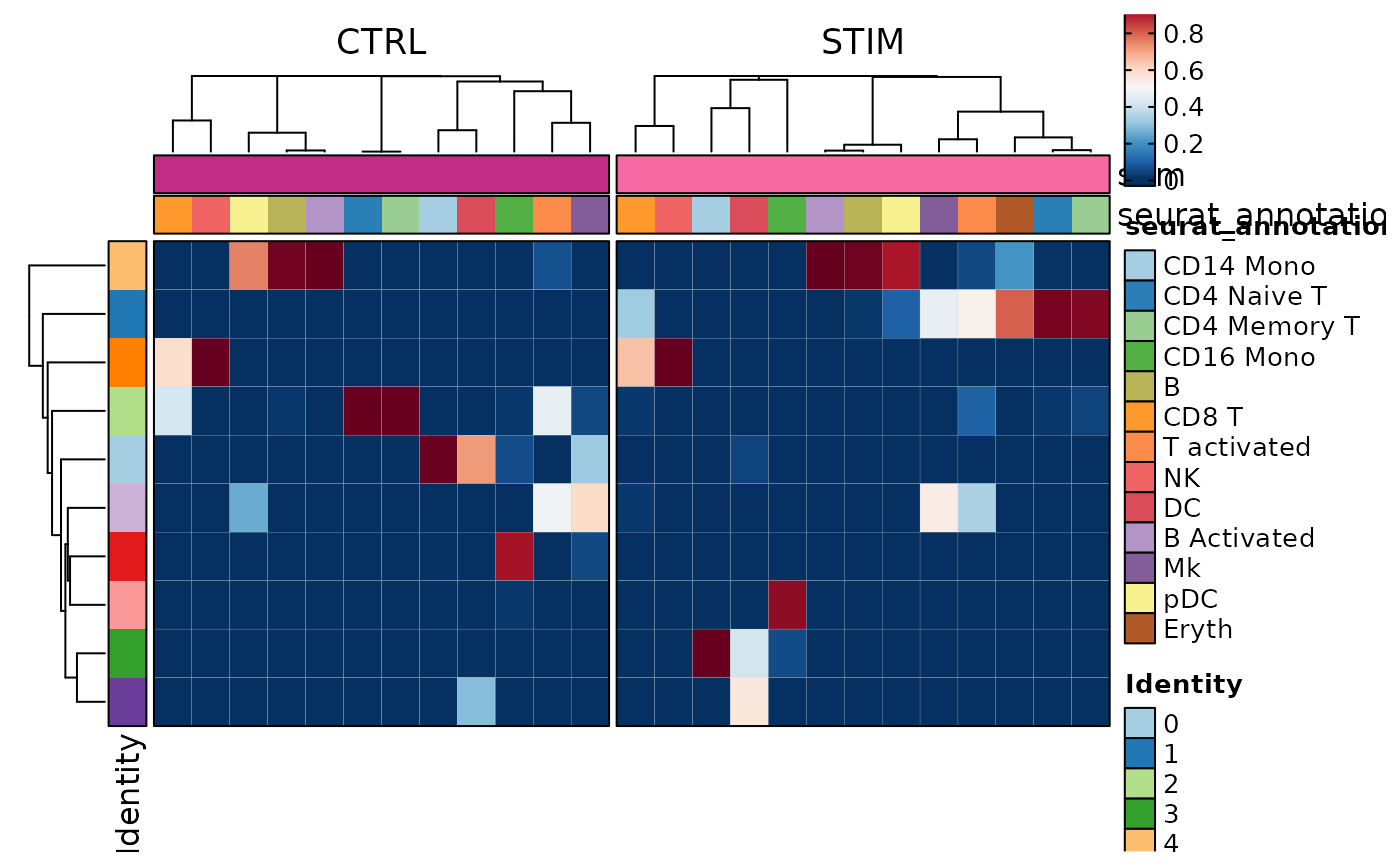 CTRL
STIM
0.8
0.6
0.4
0.2
0
seurat_annotatio
seurat_annotation
CD14 Mono
CD4 Naive T
CD4 Memory T
CD16 Mono
B
CD8 T
T activated
NK
DC
B Activated
Mk
pDC
Eryth
Identity
0
1
2
3
4
Identity